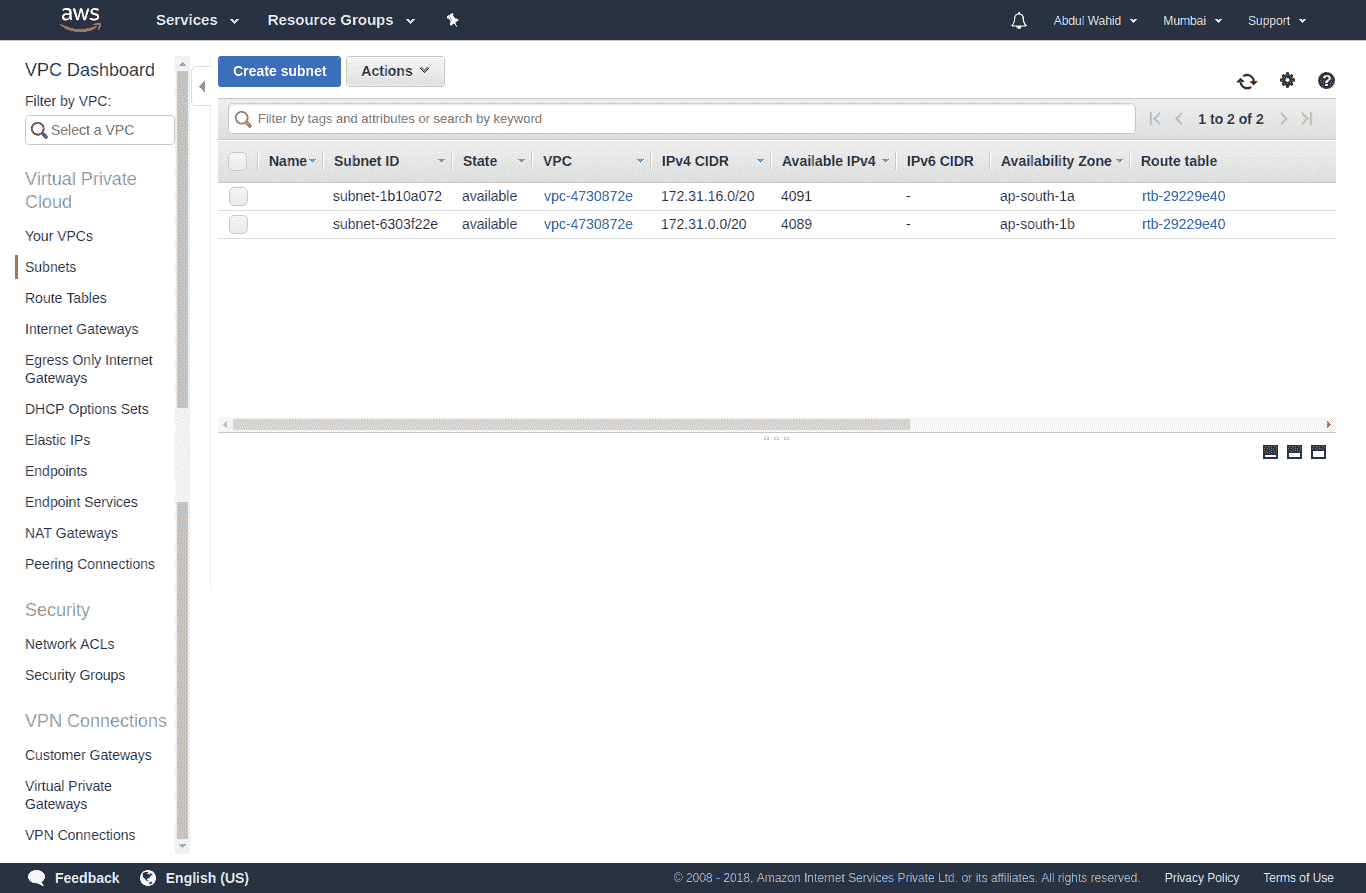 aws Services Resource Groups Abdul Wahid Mumbai Support
VPC Dashboard
Filter by VPC:
Select a VPC
Virtual Private
Cloud
Your VPCs
Subnets
Route Tables
Internet Gateways
Egress Only Internet
Gateways
DHCP Options Sets
Elastic IPs
Endpoints
Endpoint Services
NAT Gateways
Peering Connections
Security
Network ACLs
Security Groups
VPN Connections
Customer Gateways
Virtual Private
Gateways
VPN Connections
Create subnet Actions
Filter by tags and attributes or search by keyword 1 to 2 of 2
Name Subnet ID State VPC IPv4 CIDR Available IPv4 IPv6 CIDR Availability Zone Route table
subnet-1b10a072 available vpc-4730872e 172.31.16.0/20 4091 - ap-south-1a rtb-29229e40
subnet-6303f22e available vpc-4730872e 172.31.0.0/20 4089 - ap-south-1b rtb-29229e40
Feedback English (US) © 2008 - 2018, Amazon Internet Services Private Ltd. or its affiliates. All rights reserved. Privacy Policy Terms of Use